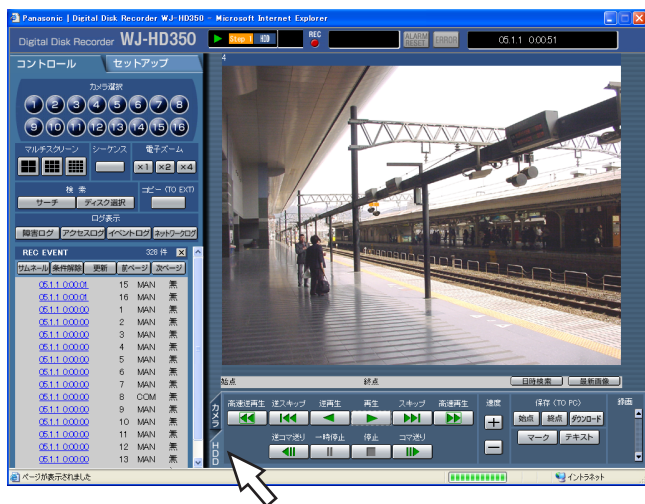 Panasonic | Digital Disk Recorder WJ-HD350 - Microsoft Internet Explorer
Digital Disk Recorder WJ-HD350
Step 1 HDD
REC
ALARM RESET
ERROR
05.1.1 0:00:51
コントロール
セットアップ
4
カメラ選択
1 2 3 4 5 6 7 8
9 10 11 12 13 14 15 16
マルチスクリーン シーケンス 電子ズーム
×1 ×2 ×4
検 索 コピー (TO EXT)
サーチ ディスク選択
ログ表示
障害ログ アクセスログ イベントログ ネットワークログ
REC EVENT 328 件 X
サムネール 条件解除 更新 前ページ 次ページ
05.1.1 0:00:01 15 MAN 無
05.1.1 0:00:01 16 MAN 無
05.1.1 0:00:00 1 MAN 無
05.1.1 0:00:00 2 MAN 無
05.1.1 0:00:00 3 MAN 無
05.1.1 0:00:00 4 MAN 無
05.1.1 0:00:00 5 MAN 無
05.1.1 0:00:00 6 MAN 無
05.1.1 0:00:00 7 MAN 無
05.1.1 0:00:00 8 COM 無
05.1.1 0:00:00 9 MAN 無
05.1.1 0:00:00 10 MAN 無
05.1.1 0:00:00 11 MAN 無
05.1.1 0:00:00 12 MAN 無
05.1.1 0:00:00 13 MAN 無
始点 終点 日時検索 最新画像
カメラ
HDD
高速逆再生 逆スキップ 逆再生 再生 スキップ 高速再生
逆コマ送り 一時停止 停止 コマ送り
速度
+
−
保存 (TO PC)
始点 終点 ダウンロード
マーク テキスト
録画
ページが表示されました
イントラネット